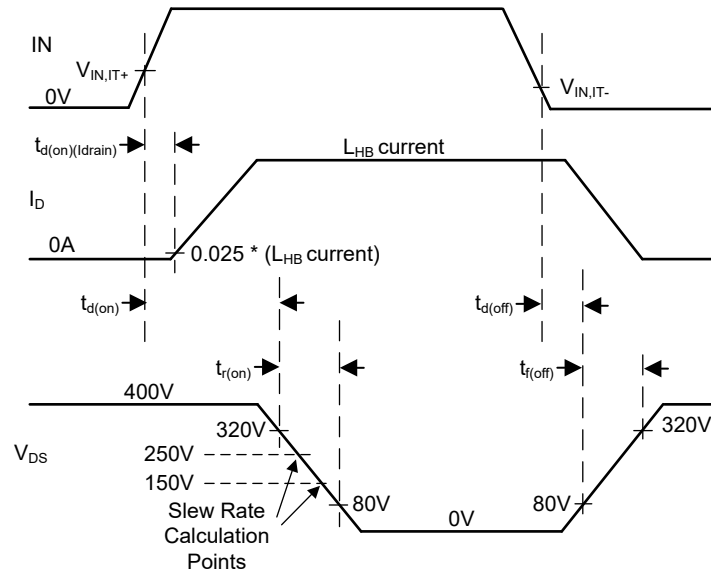 IN
V_IN,IT+
0V
V_IN,IT-
t_d(on)(Idrain)
L_HB current
I_D
0A
0.025 * (L_HB current)
t_d(on)
t_d(off)
t_r(on)
t_f(off)
400V
320V
320V
V_DS
250V
150V
80V
0V
80V
Slew Rate
Calculation
Points